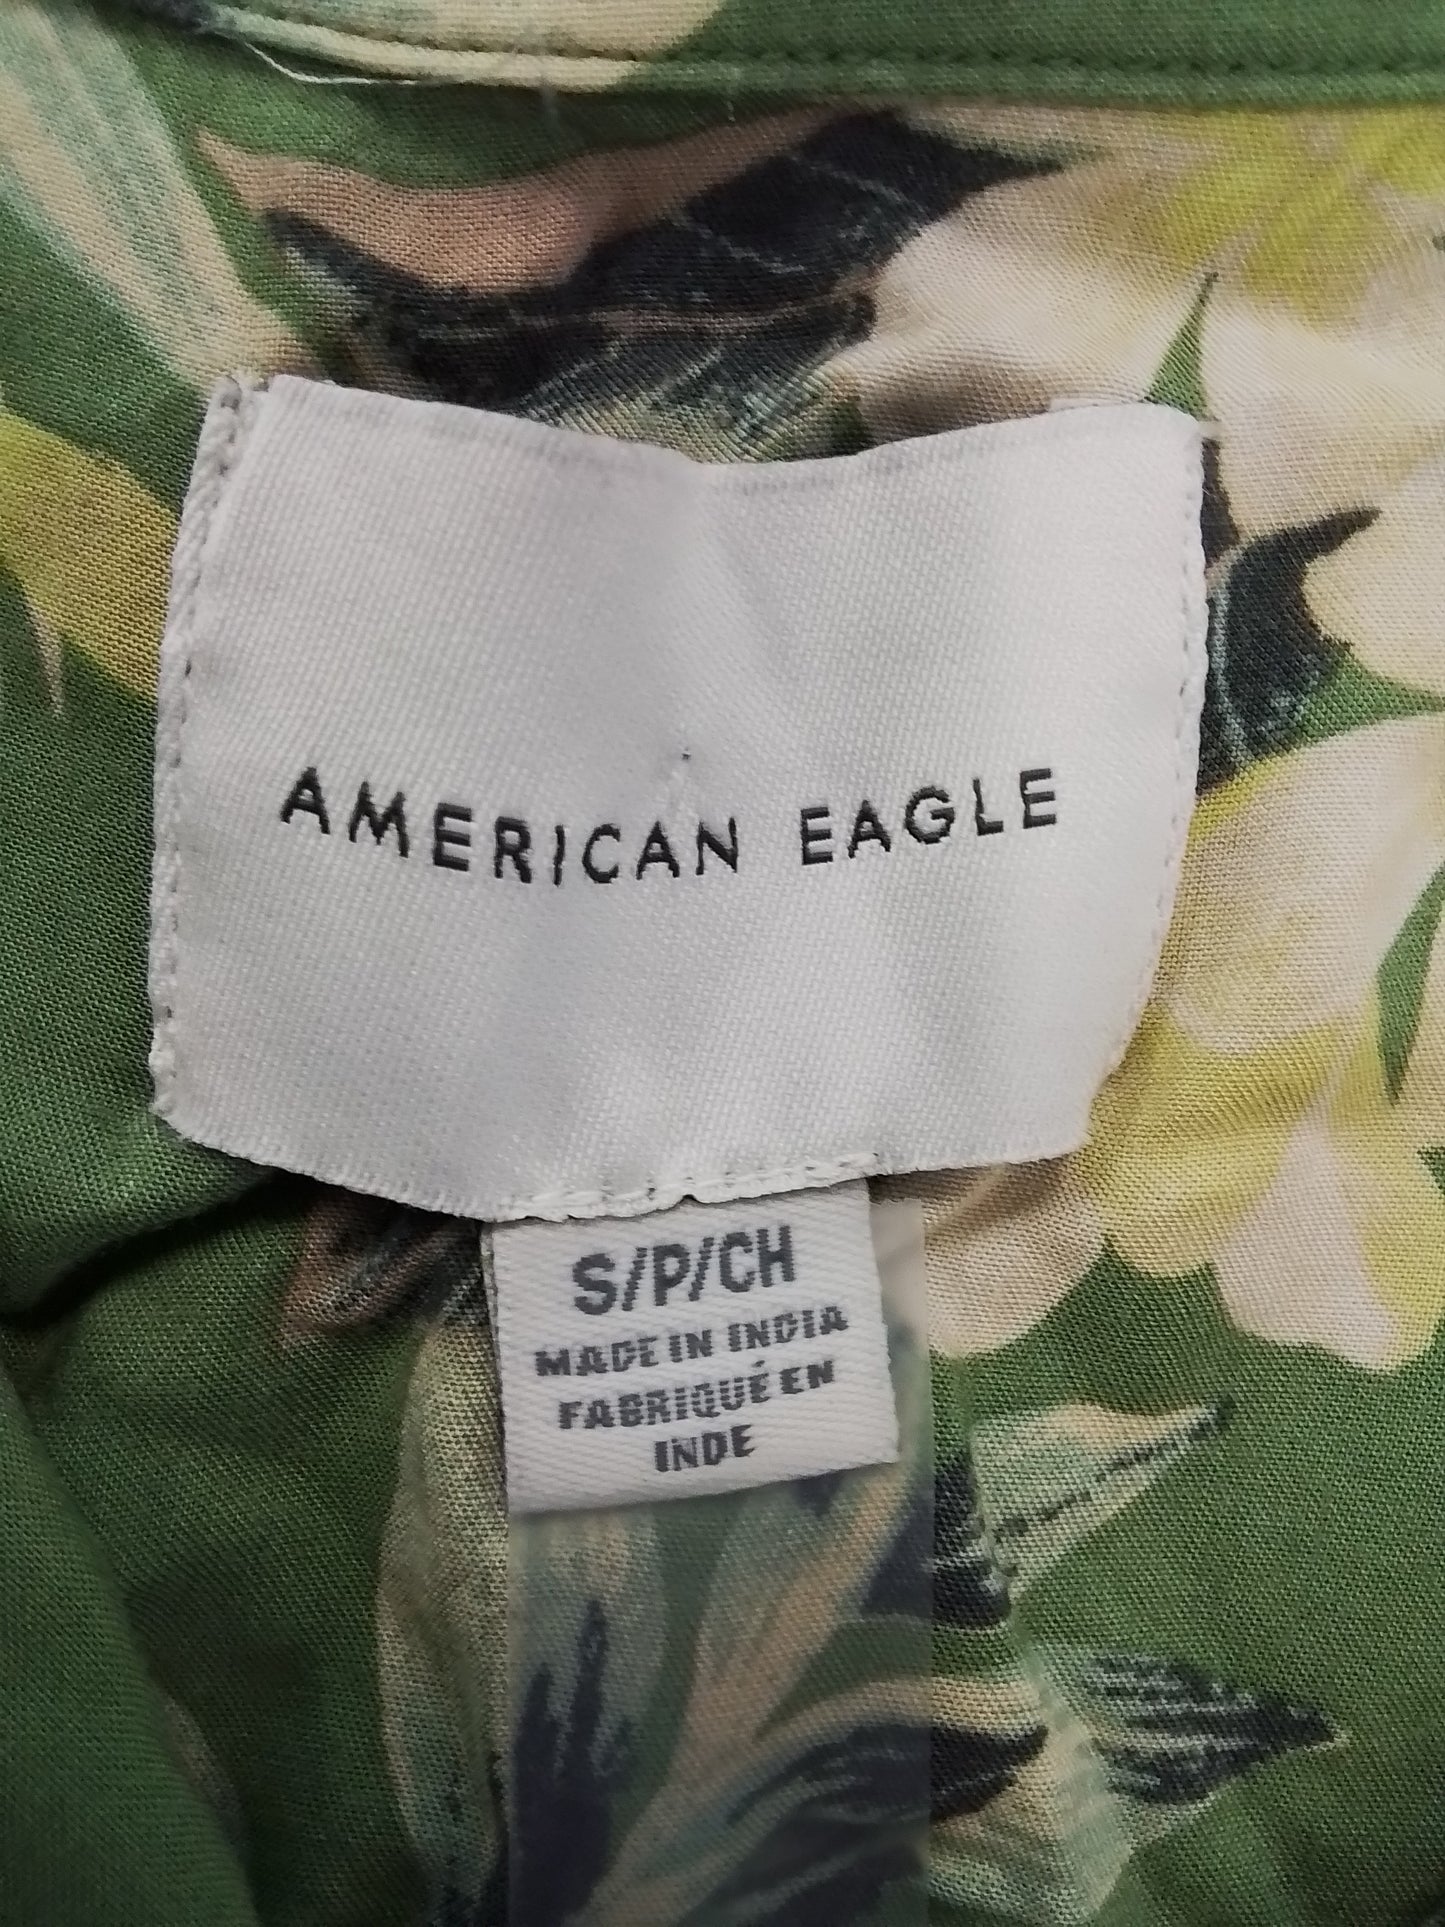 AMERICAN EAGLE
S/P/CH
MADE IN INDIA
FABRIQUÉ EN
INDE